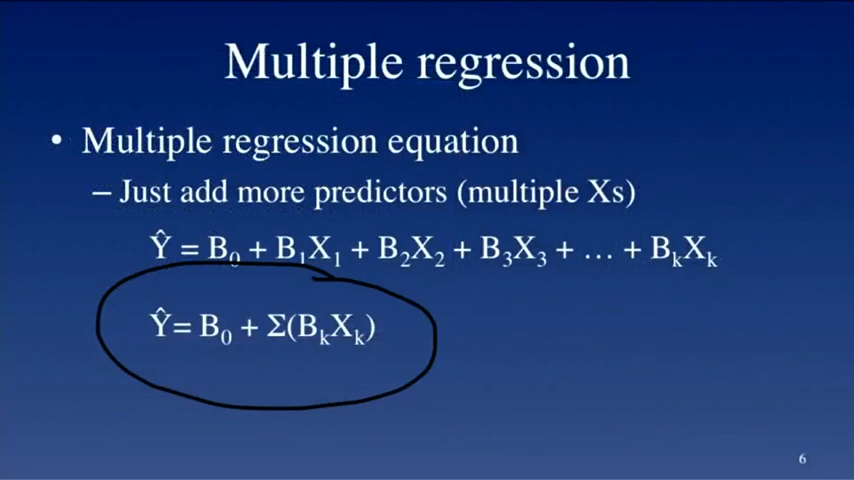 Multiple regression
• Multiple regression equation
– Just add more predictors (multiple Xs)
Ŷ = B₀ + B₁X₁ + B₂X₂ + B₃X₃ + … + BₖXₖ
Ŷ= B₀ + Σ(BₖXₖ)
6